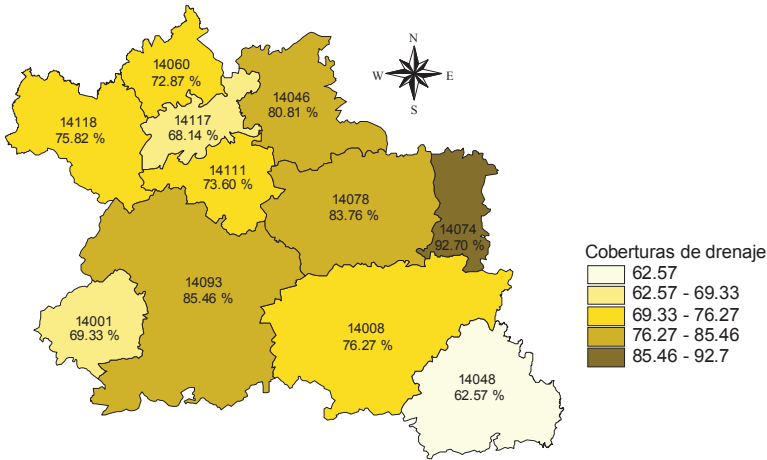 N
W E
S
14060
72.87 %
14046
80.81 %
14118
75.82 %
14117
68.14 %
14111
73.60 %
14078
83.76 %
14074
92.70 %
14093
85.46 %
14001
69.33 %
14008
76.27 %
14048
62.57 %
Coberturas de drenaje
62.57
62.57 - 69.33
69.33 - 76.27
76.27 - 85.46
85.46 - 92.7